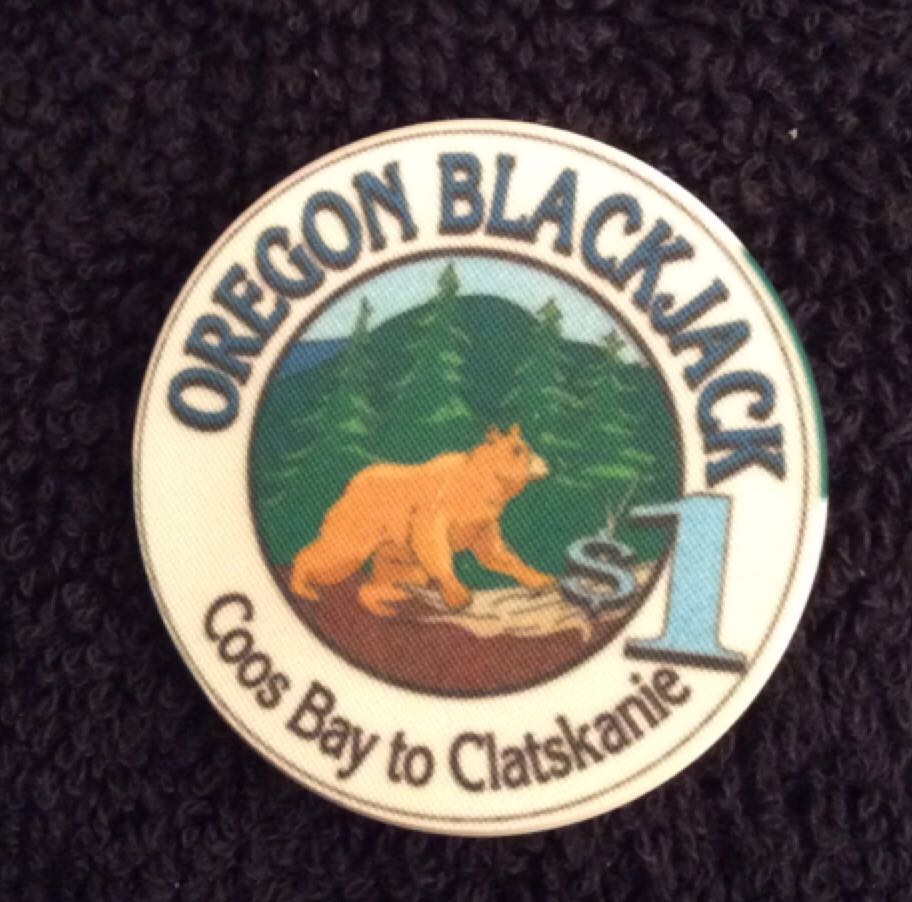 OREGON BLACKJACK
$1
Coos Bay to Clatskanie